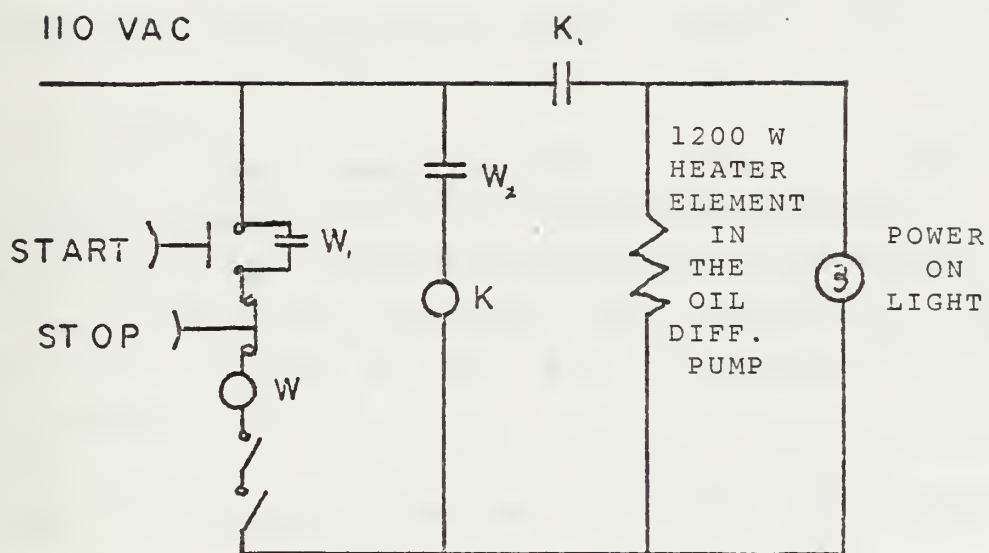 110 VAC
K₁
W₂
START
W₁
K
STOP
W
1200 W
HEATER
ELEMENT
IN
THE
OIL
DIFF.
PUMP
POWER
ON
LIGHT